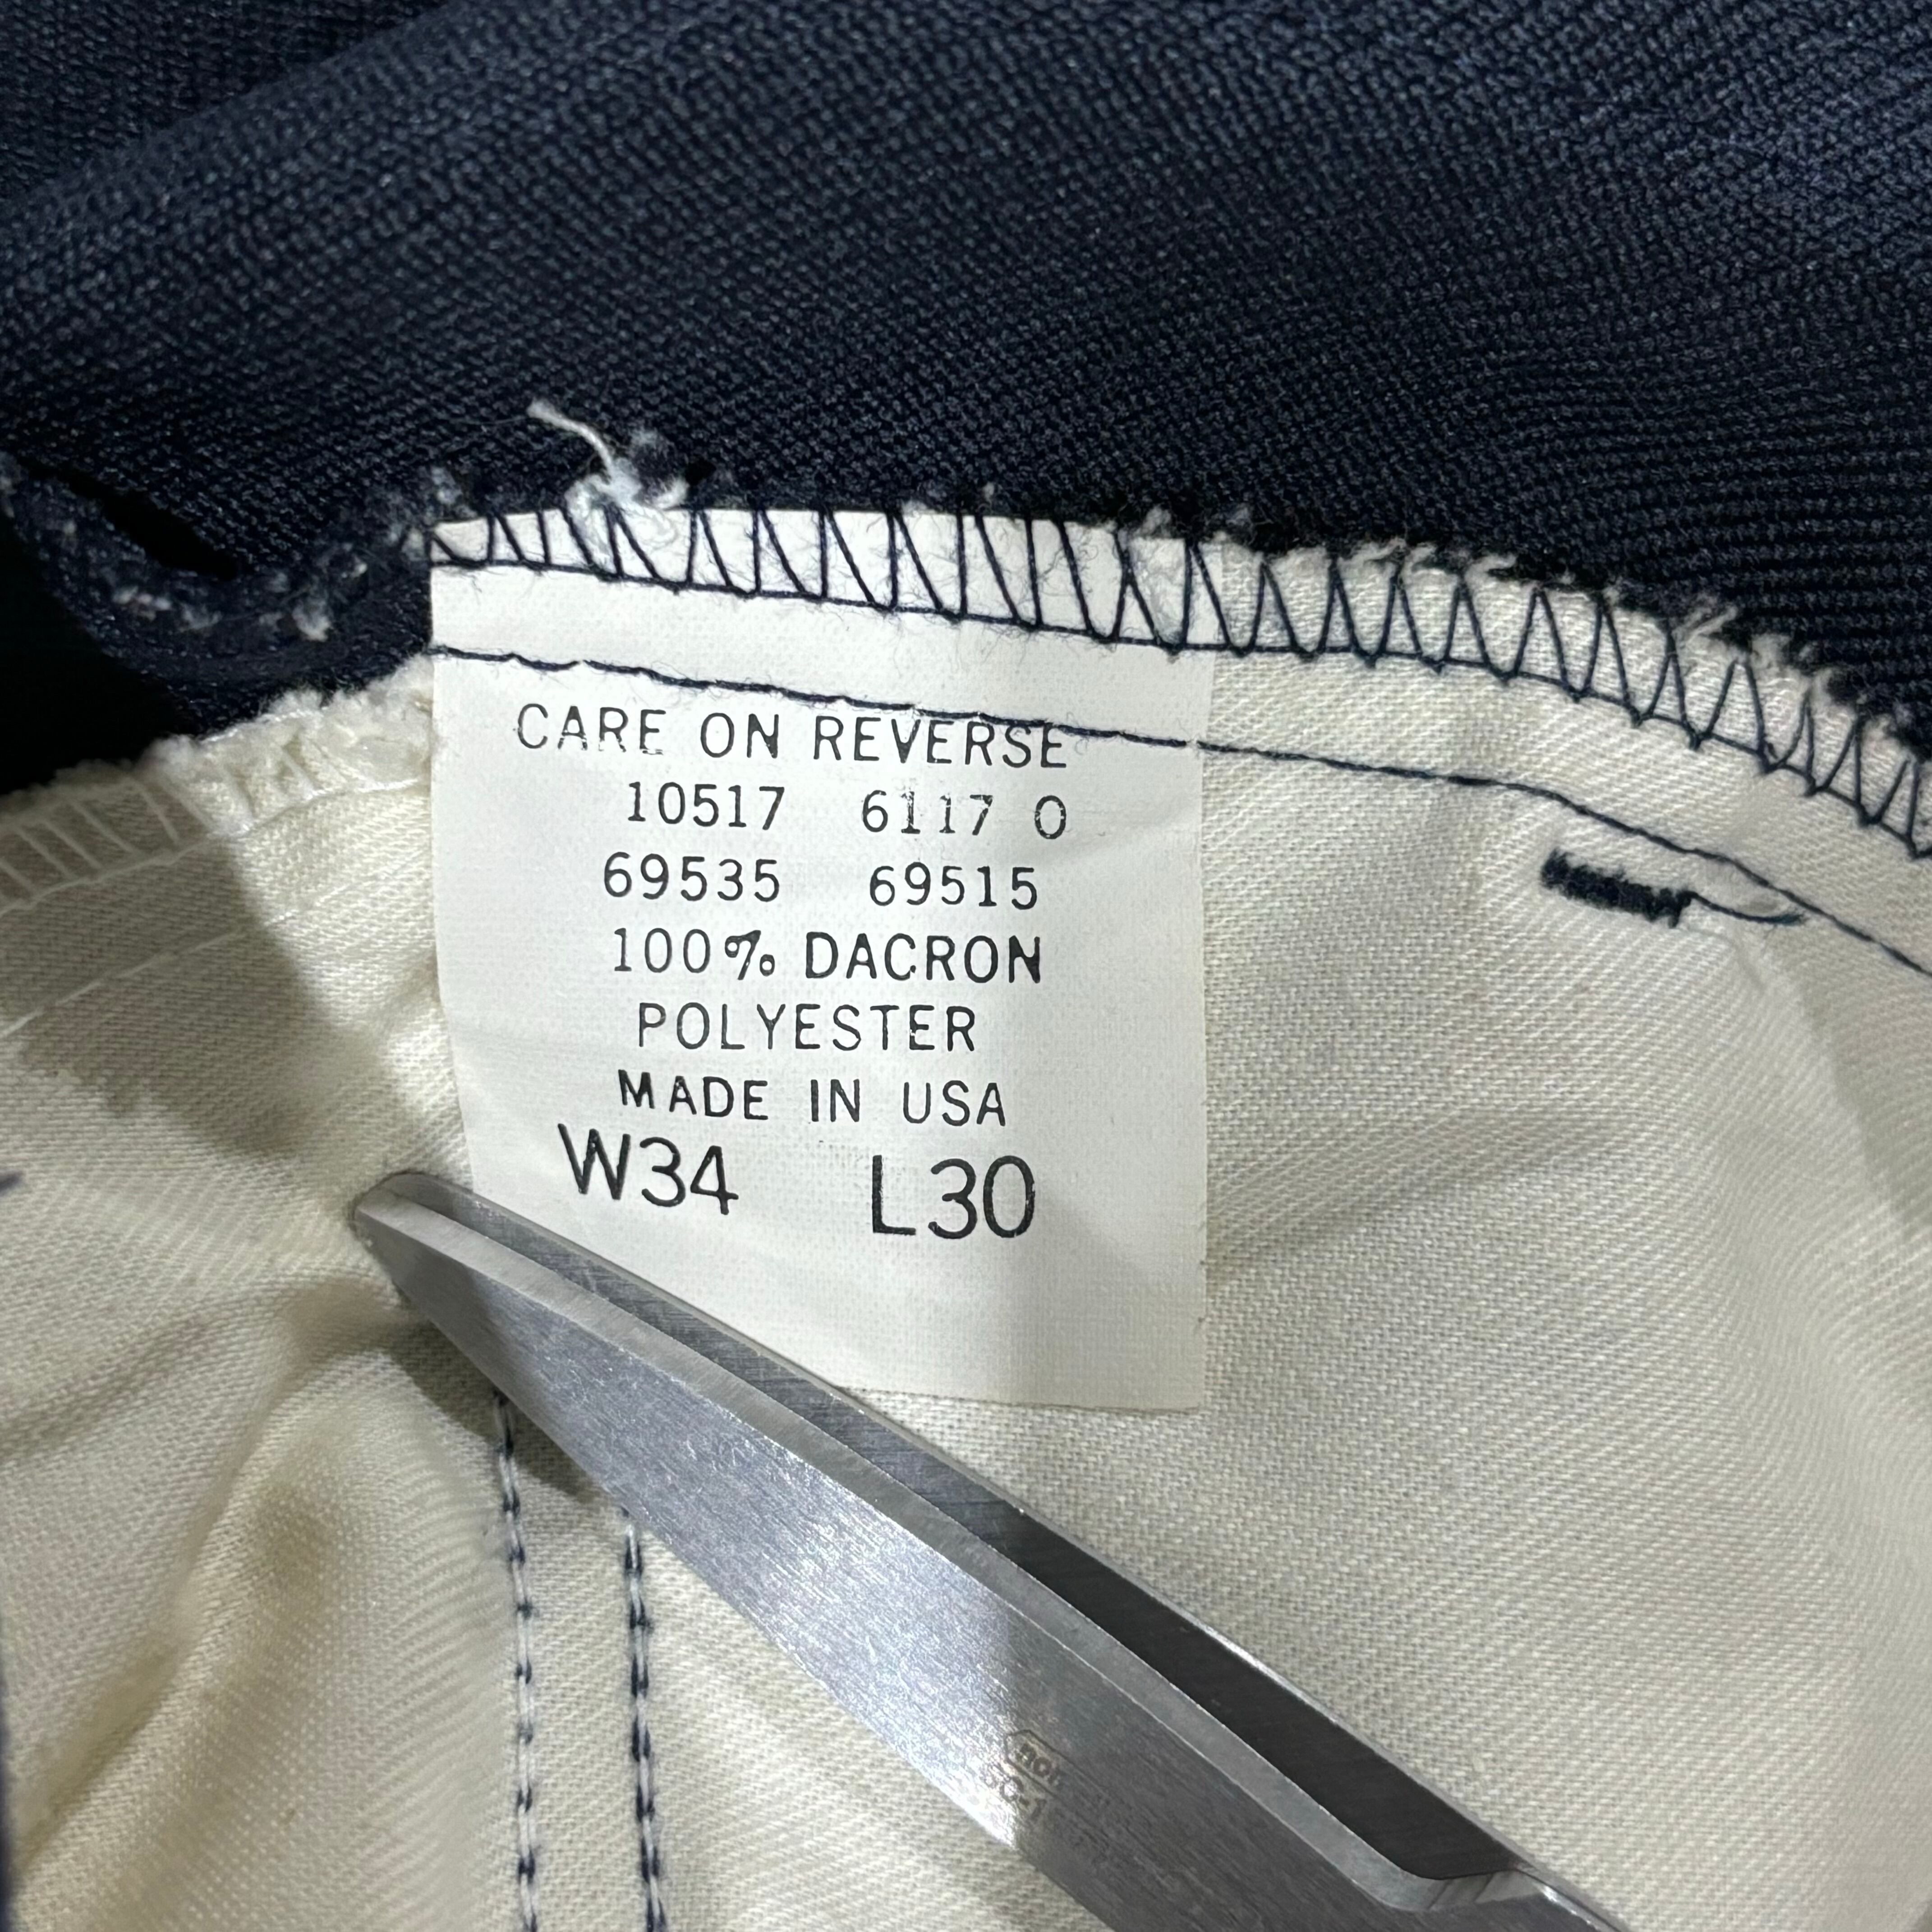 CARE ON REVERSE
10517 6117 0
69535 69515
100% DACRON
POLYESTER
MADE IN USA
W34 L30